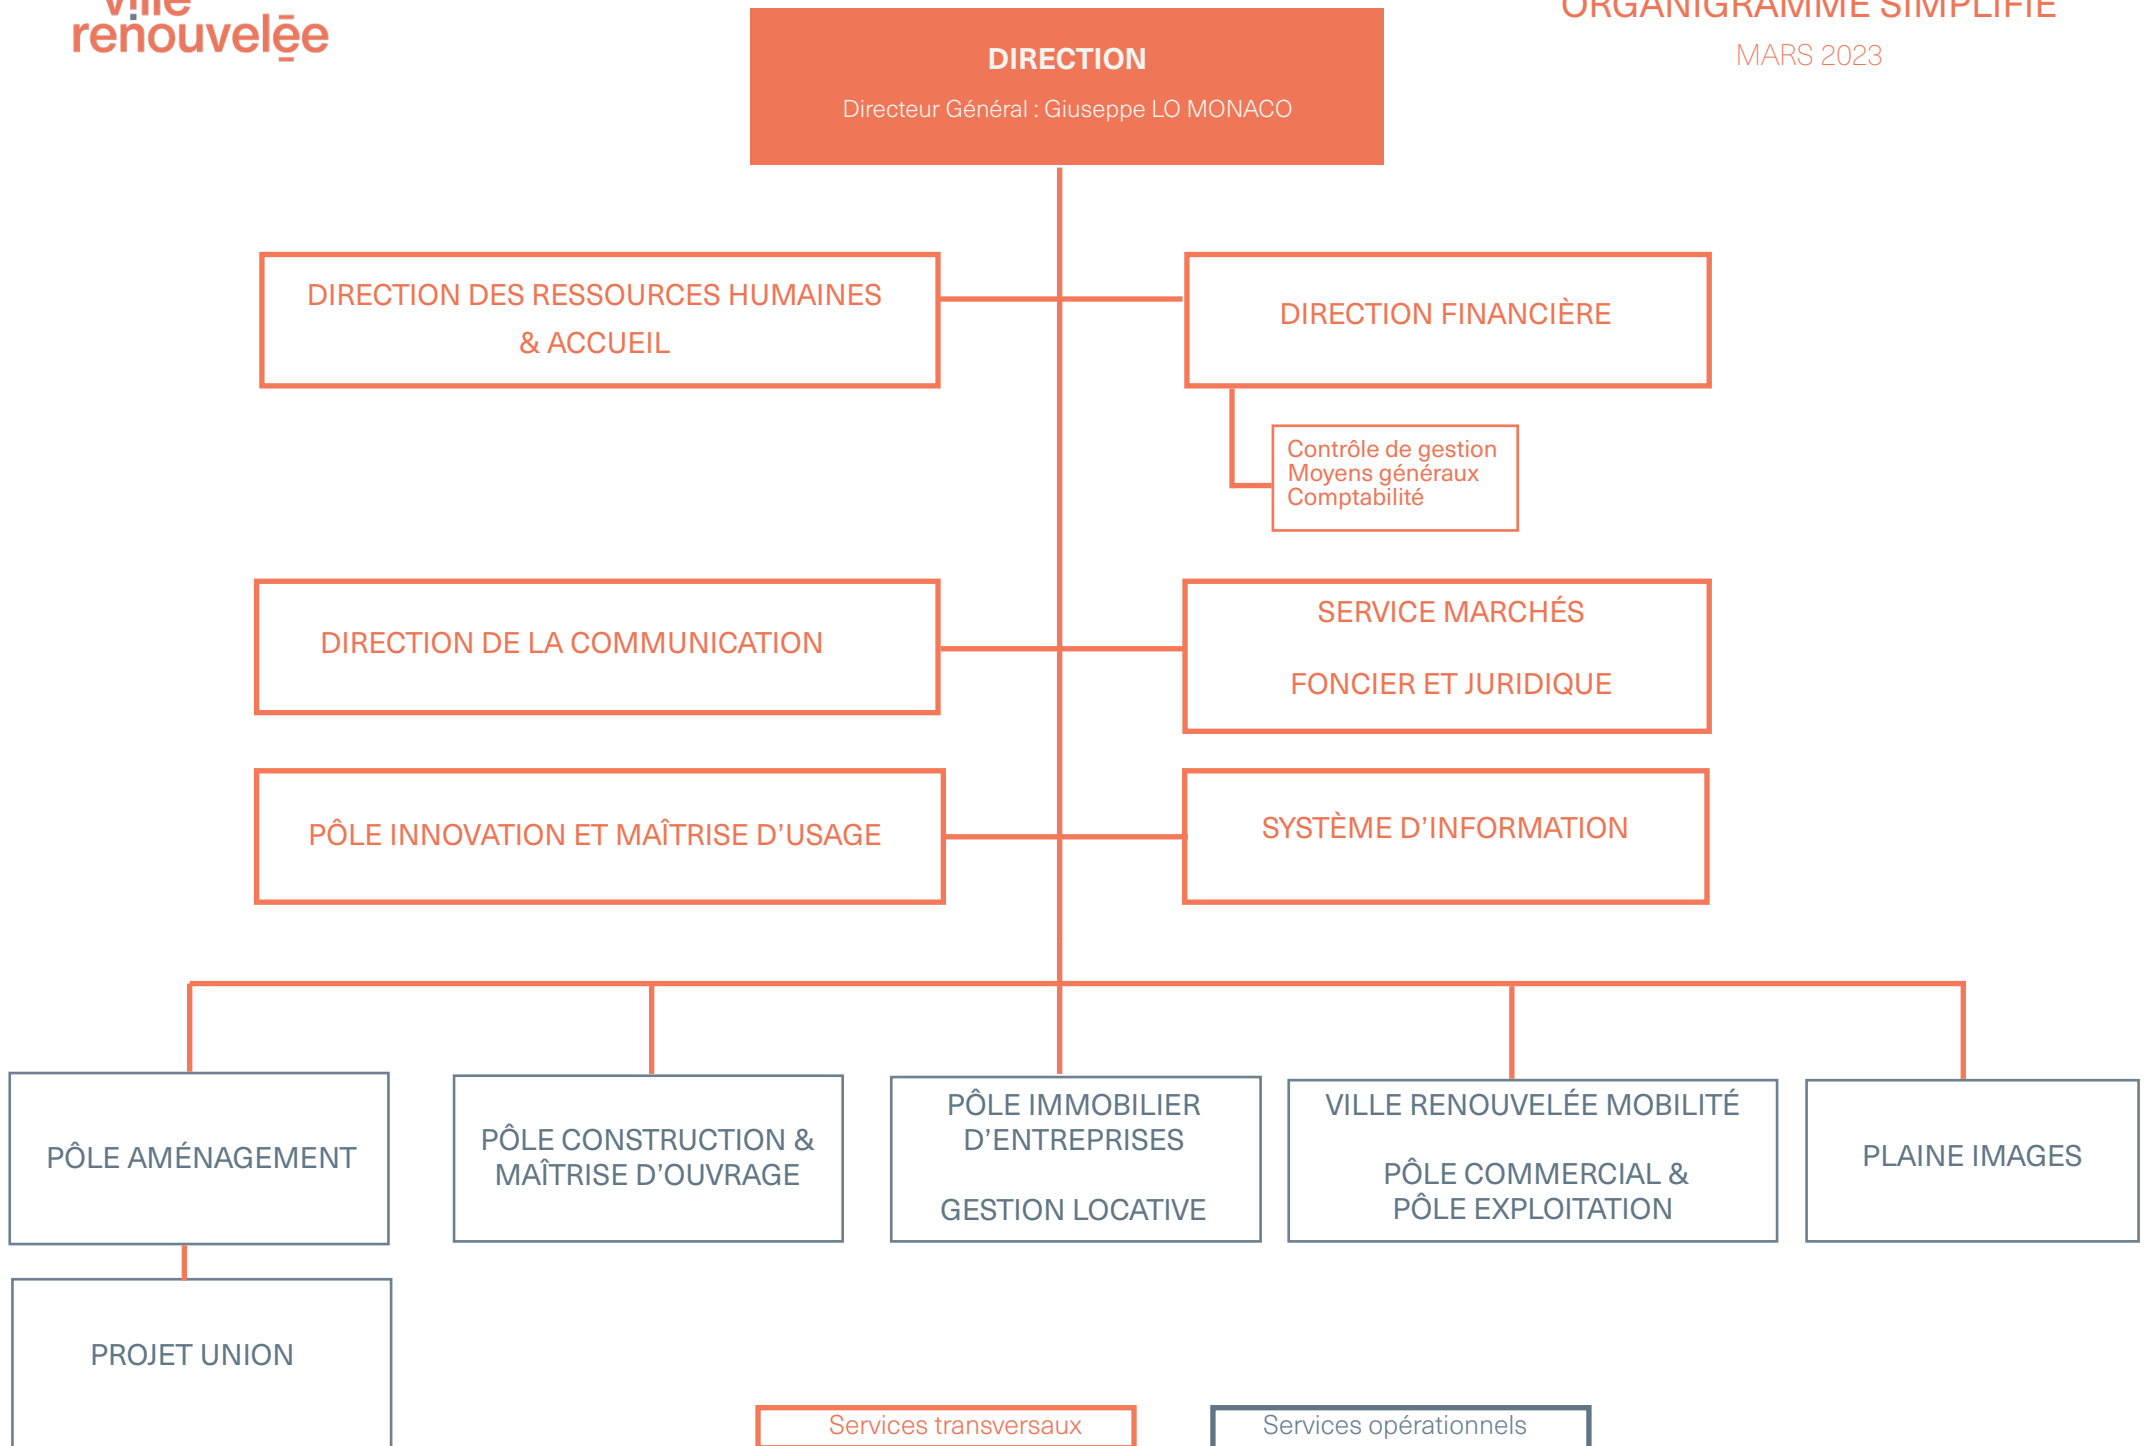 ville
renouvelée
ORGANIGRAMME SIMPLIFIÉ
MARS 2023
DIRECTION
Directeur Général : Giuseppe LO MONACO
DIRECTION DES RESSOURCES HUMAINES
& ACCUEIL
DIRECTION FINANCIÈRE
Contrôle de gestion
Moyens généraux
Comptabilité
DIRECTION DE LA COMMUNICATION
SERVICE MARCHÉS
FONCIER ET JURIDIQUE
PÔLE INNOVATION ET MAÎTRISE D’USAGE
SYSTÈME D’INFORMATION
PÔLE AMÉNAGEMENT
PÔLE CONSTRUCTION &
MAÎTRISE D’OUVRAGE
PÔLE IMMOBILIER
D’ENTREPRISES
GESTION LOCATIVE
VILLE RENOUVELÉE MOBILITÉ
PÔLE COMMERCIAL &
PÔLE EXPLOITATION
PLAINE IMAGES
PROJET UNION
Services transversaux
Services opérationnels